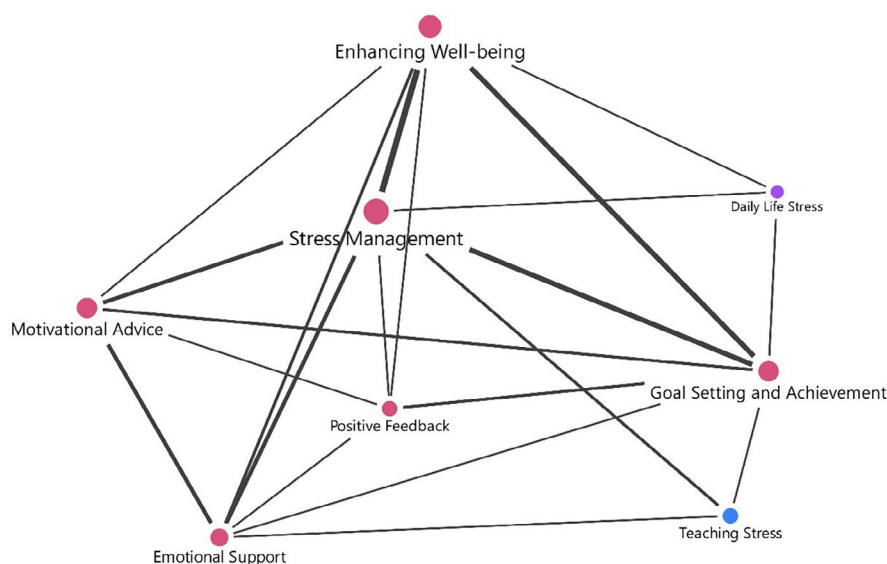 Enhancing Well-being
Daily Life Stress
Stress Management
Motivational Advice
Goal Setting and Achievement
Positive Feedback
Teaching Stress
Emotional Support